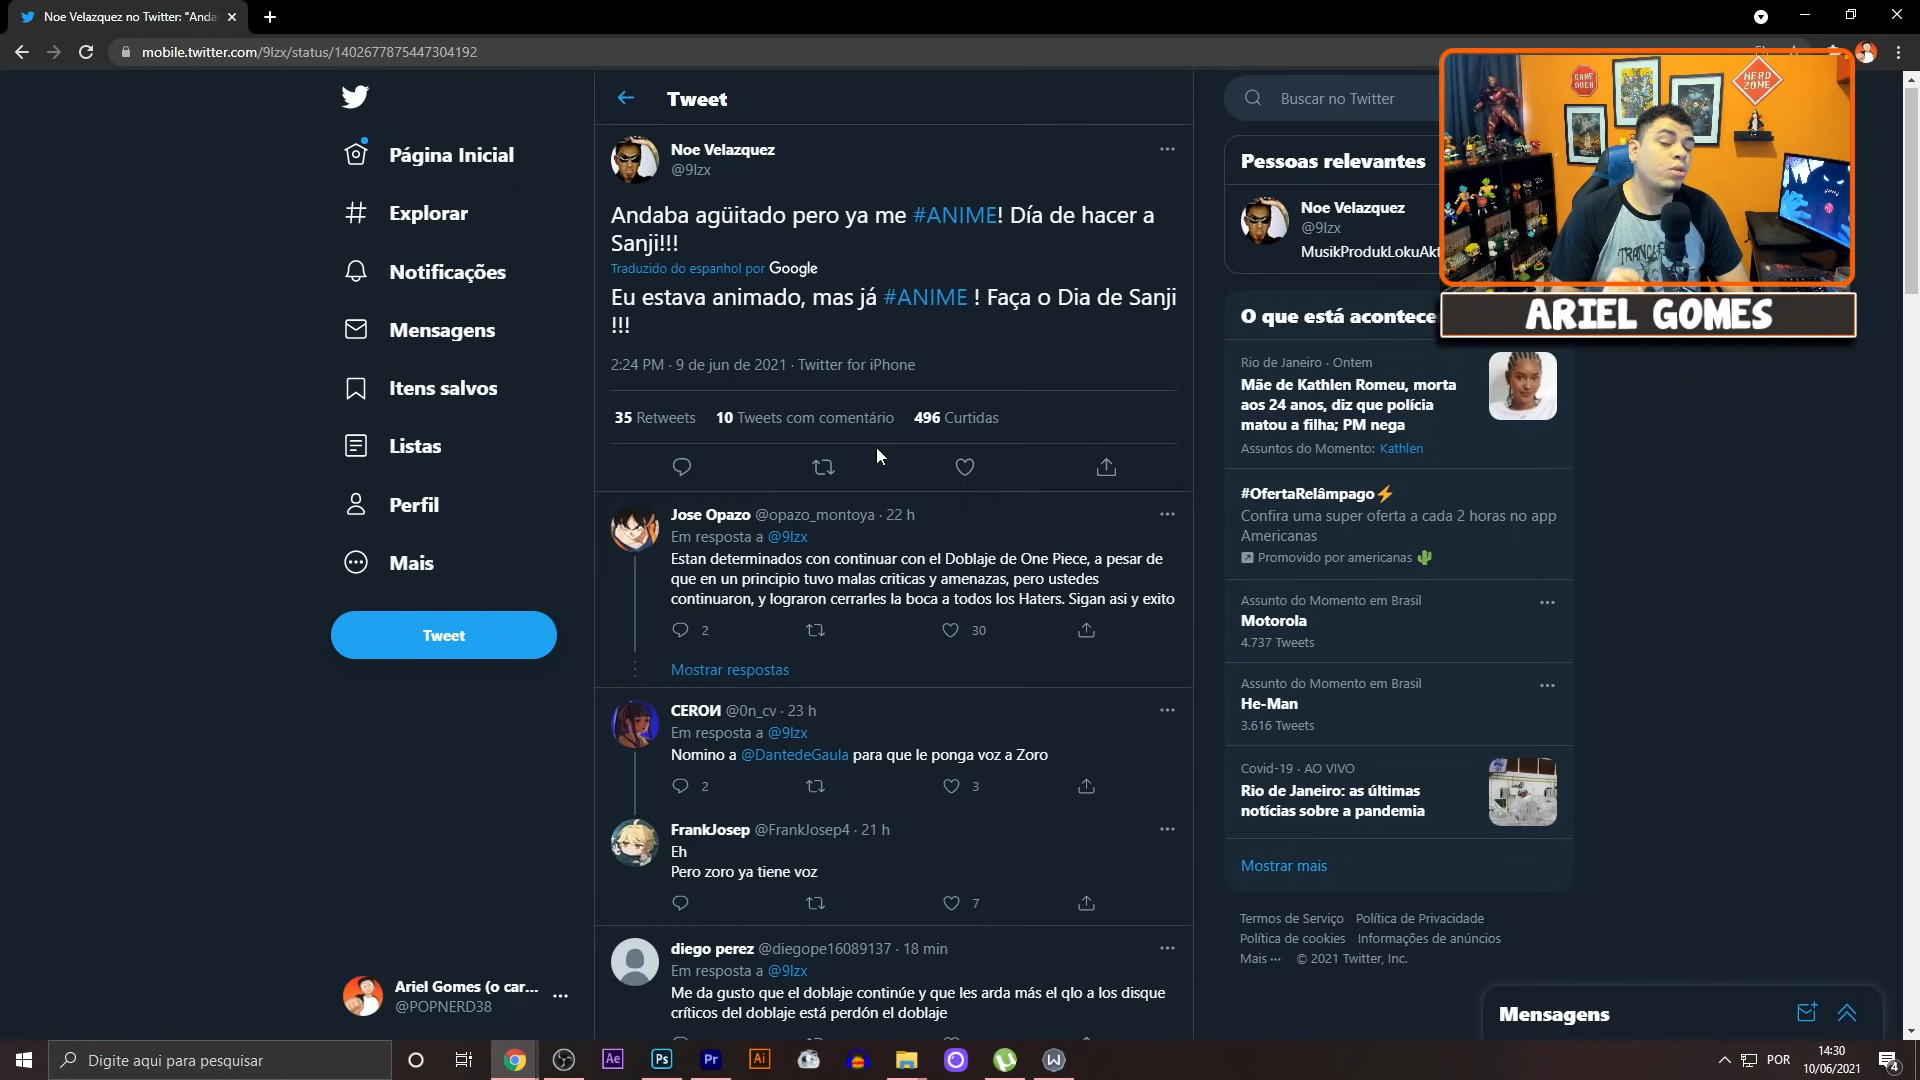 Noe Velazquez no Twitter: "Anda
mobile.twitter.com/9lzx/status/1402677875447304192
Página Inicial
Explorar
Notificações
Mensagens
Itens salvos
Listas
Perfil
Mais
Tweet
Ariel Gomes (o car...
@POPNERD38
Tweet
Noe Velazquez
@9lzx
Andaba agüitado pero ya me #ANIME! Día de hacer a
Sanji!!!
Traduzido do espanhol por Google
Eu estava animado, mas já #ANIME ! Faça o Dia de Sanji
!!!
2:24 PM · 9 de jun de 2021 · Twitter for iPhone
35 Retweets 10 Tweets com comentário 496 Curtidas
Jose Opazo @opazo_montoya · 22 h
Em resposta a @9lzx
Estan determinados con continuar con el Doblaje de One Piece, a pesar de
que en un principio tuvo malas criticas y amenazas, pero ustedes
continuaron, y lograron cerrarles la boca a todos los Haters. Sigan asi y exito
2 30
Mostrar respostas
CEROИ @0n_cv · 23 h
Em resposta a @9lzx
Nomino a @DantedeGaula para que le ponga voz a Zoro
2 3
FrankJosep @FrankJosep4 · 21 h
Eh
Pero zoro ya tiene voz
7
diego perez @diegope16089137 · 18 min
Em resposta a @9lzx
Me da gusto que el doblaje continúe y que les arda más el qlo a los disque
críticos del doblaje está perdón el doblaje
Buscar no Twitter
Pessoas relevantes
Noe Velazquez
@9lzx
MusikProdukLokuAkt
GAME OVER
NERD ZONE
ARIEL GOMES
O que está acontece
Rio de Janeiro · Ontem
Mãe de Kathlen Romeu, morta
aos 24 anos, diz que polícia
matou a filha; PM nega
Assuntos do Momento: Kathlen
#OfertaRelâmpago⚡
Confira uma super oferta a cada 2 horas no app
Americanas
Promovido por americanas 🌵
Assunto do Momento em Brasil
Motorola
4.737 Tweets
Assunto do Momento em Brasil
He-Man
3.616 Tweets
Covid-19 · AO VIVO
Rio de Janeiro: as últimas
notícias sobre a pandemia
Mostrar mais
Termos de Serviço Política de Privacidade
Política de cookies Informações de anúncios
Mais ··· © 2021 Twitter, Inc.
Mensagens
Digite aqui para pesquisar
Ae
Ps
Pr
Ai
POR
14:30
10/06/2021
4